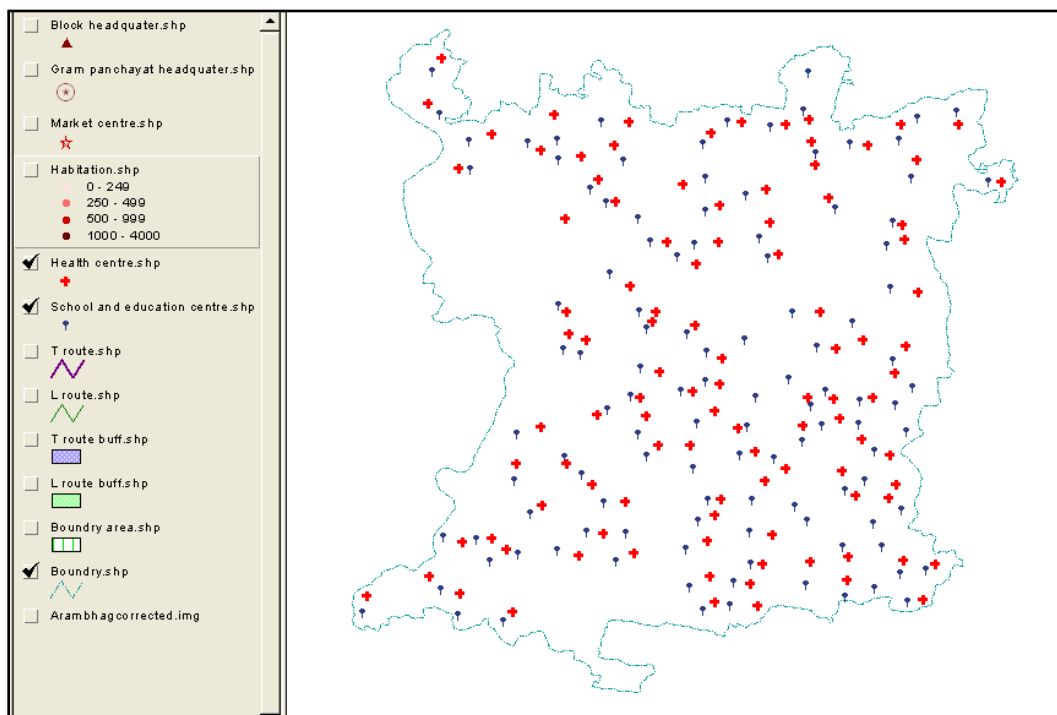 Block headquater.shp
Gram panchayat headquater.shp
Market centre.shp
Habitation.shp
0 - 249
250 - 499
500 - 999
1000 - 4000
Health centre.shp
School and education centre.shp
T route.shp
L route.shp
T route buff.shp
L route buff.shp
Boundry area.shp
Boundry.shp
Arambhagcorrected.img